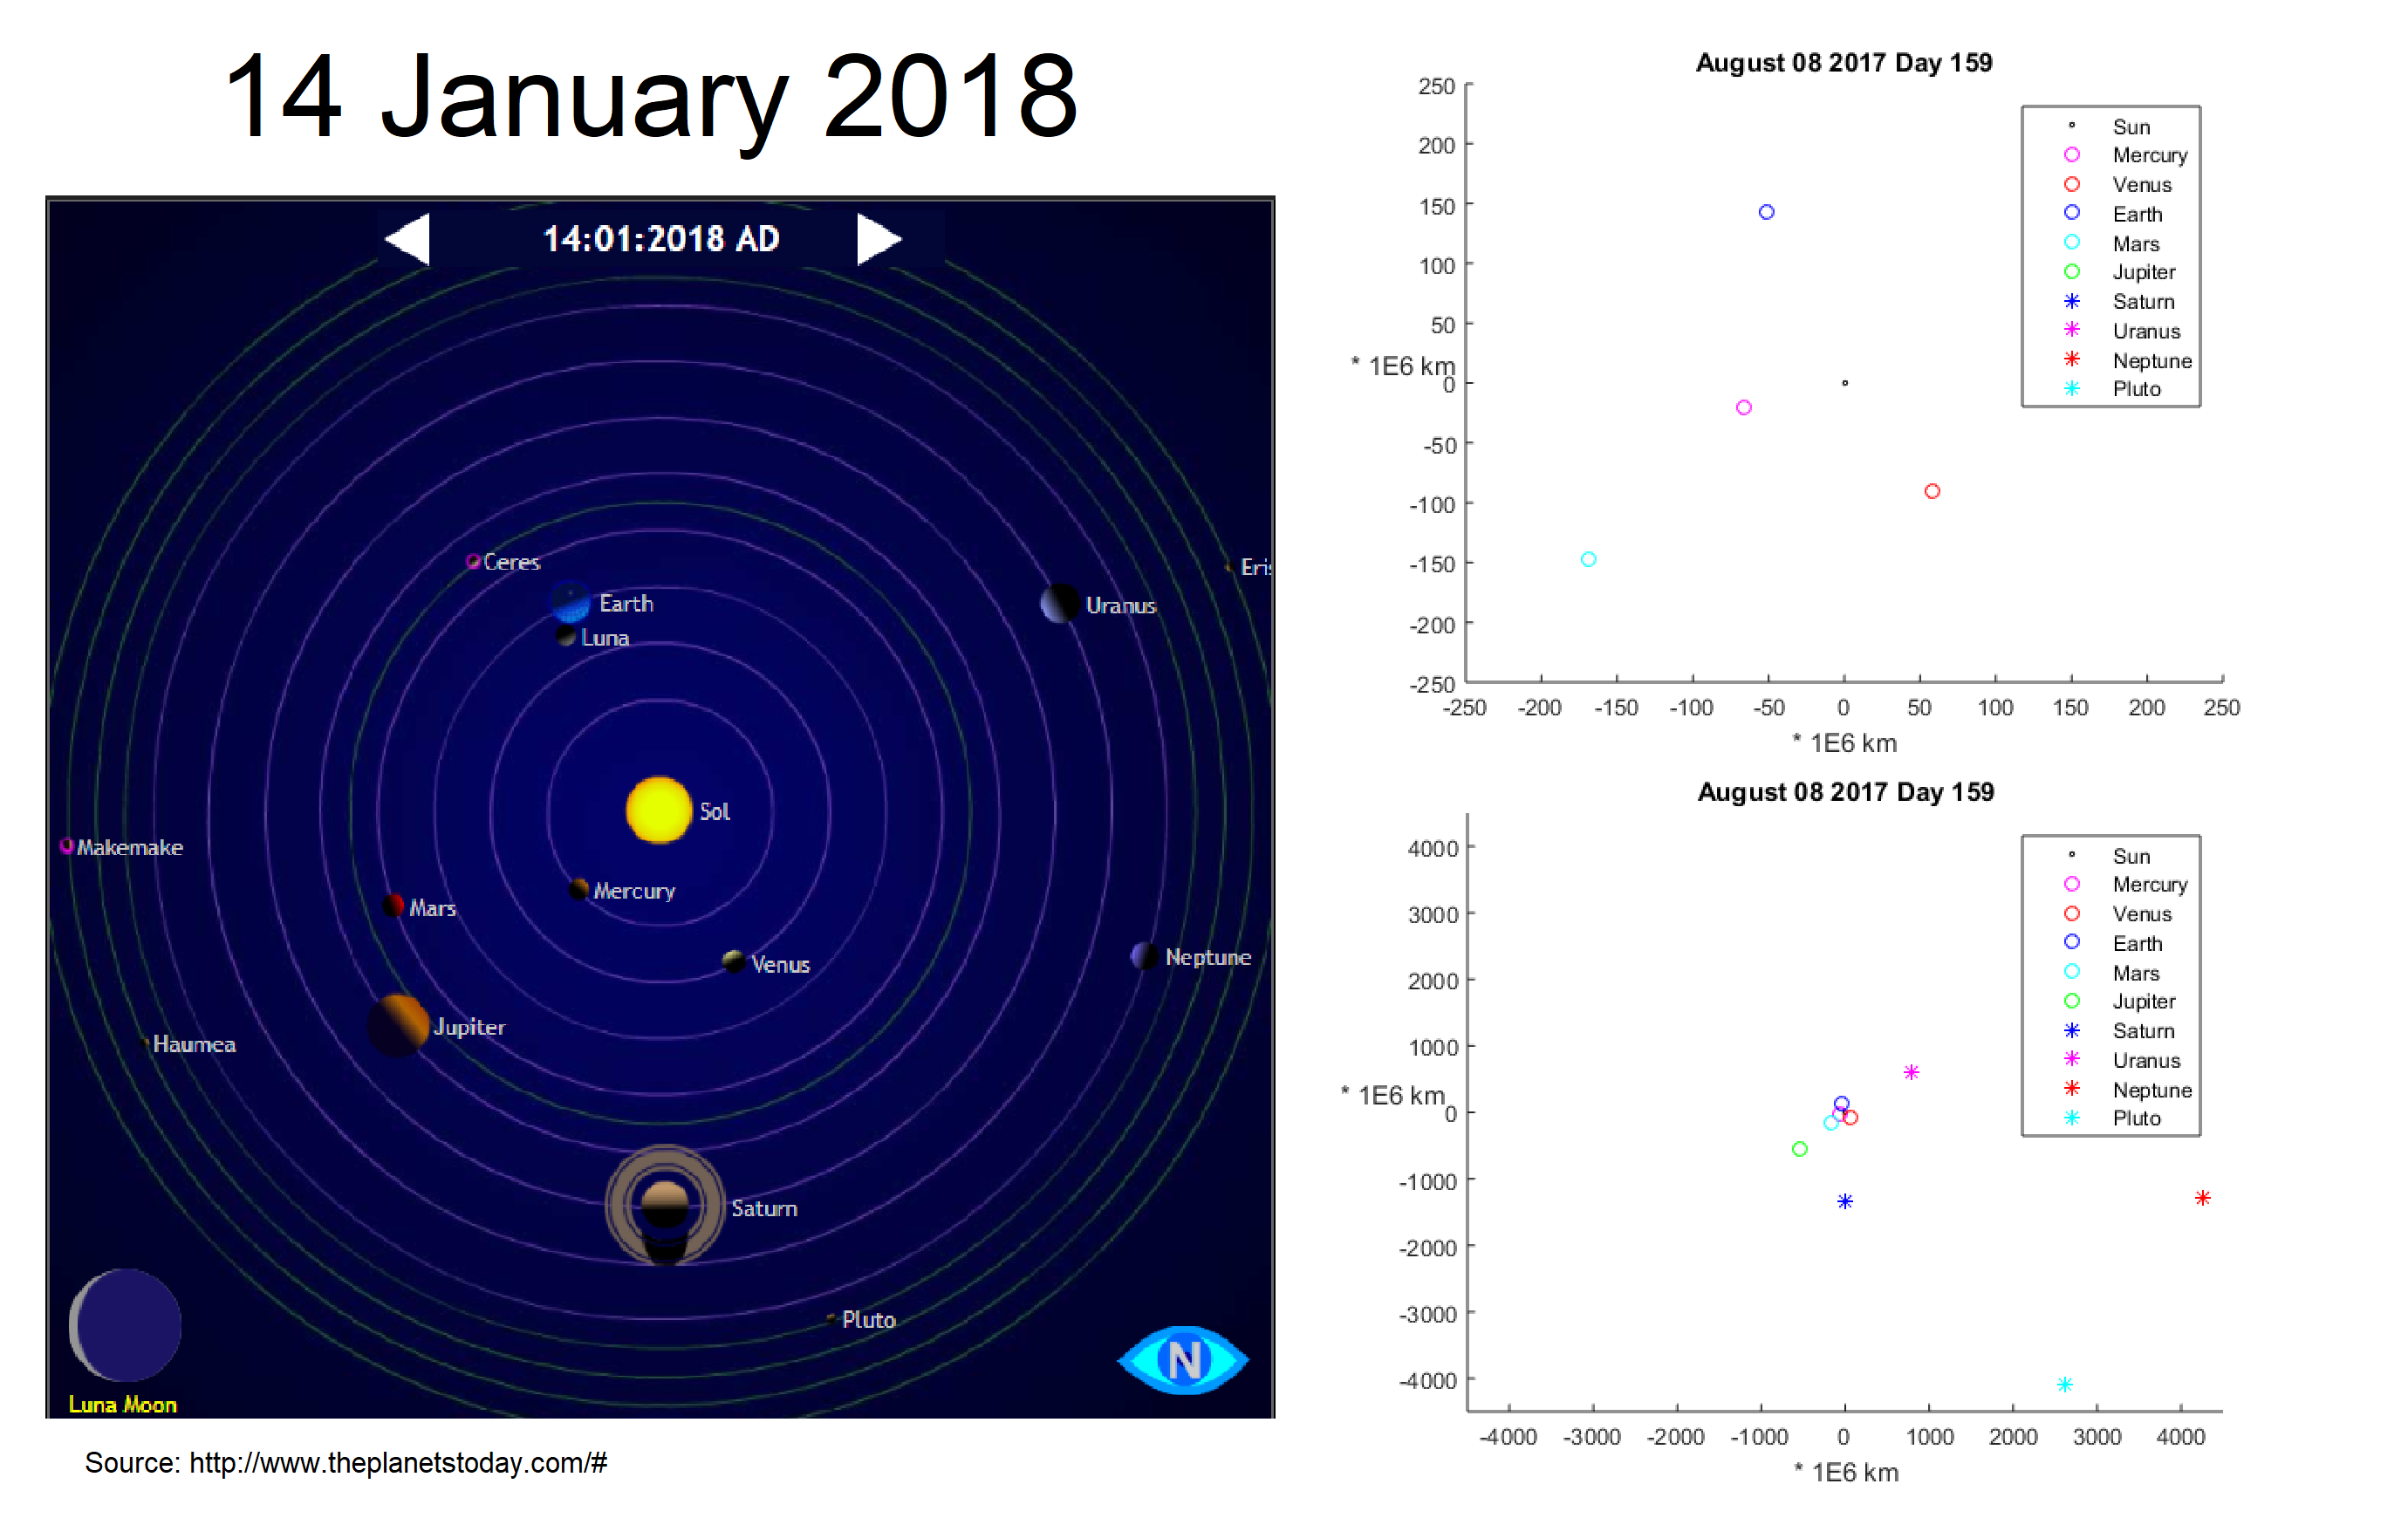 14 January 2018
14:01:2018 AD
Ceres
Earth
Luna
Eris
Uranus
Sol
Makemake
Mercury
Mars
Venus
Neptune
Jupiter
Haumea
Saturn
Pluto
N
Luna Moon
Source: http://www.theplanetstoday.com/#
August 08 2017 Day 159
250
200
150
100
50
* 1E6 km
0
-50
-100
-150
-200
-250
-250 -200 -150 -100 -50 0 50 100 150 200 250
* 1E6 km
Sun
Mercury
Venus
Earth
Mars
Jupiter
Saturn
Uranus
Neptune
Pluto
August 08 2017 Day 159
4000
3000
2000
1000
* 1E6 km
0
-1000
-2000
-3000
-4000
-4000 -3000 -2000 -1000 0 1000 2000 3000 4000
* 1E6 km
Sun
Mercury
Venus
Earth
Mars
Jupiter
Saturn
Uranus
Neptune
Pluto